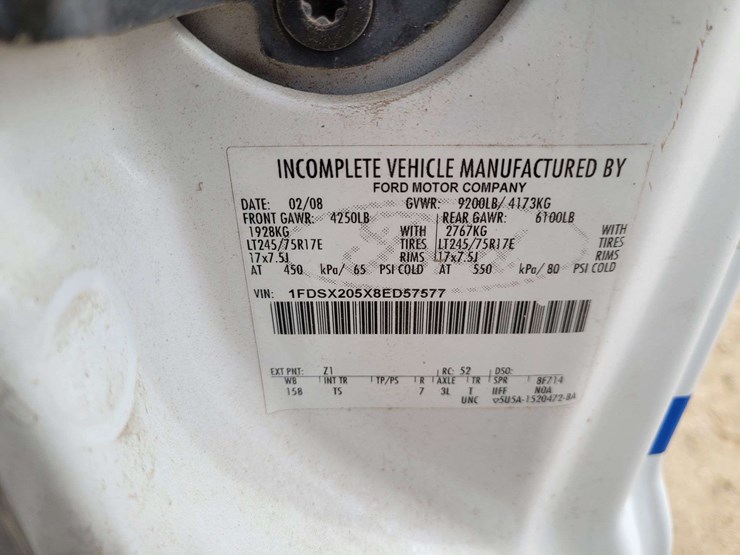 INCOMPLETE VEHICLE MANUFACTURED BY
FORD MOTOR COMPANY
DATE: 02/08 GVWR: 9200LB/ 4173KG
FRONT GAWR: 4250LB REAR GAWR: 6100LB
1928KG WITH 2767KG WITH
LT245/75R17E TIRES LT245/75R17E TIRES
17x7.5J RIMS 17x7.5J RIMS
AT 450 kPa/ 65 PSI COLD AT 550 kPa/ 80 PSI COLD
VIN: 1FDSX205X8ED57577
EXT PNT: Z1 RC: 52 DSO:
WB INT TR TP/PS R AXLE TR SPR
158 TS 7 3L T
UNC